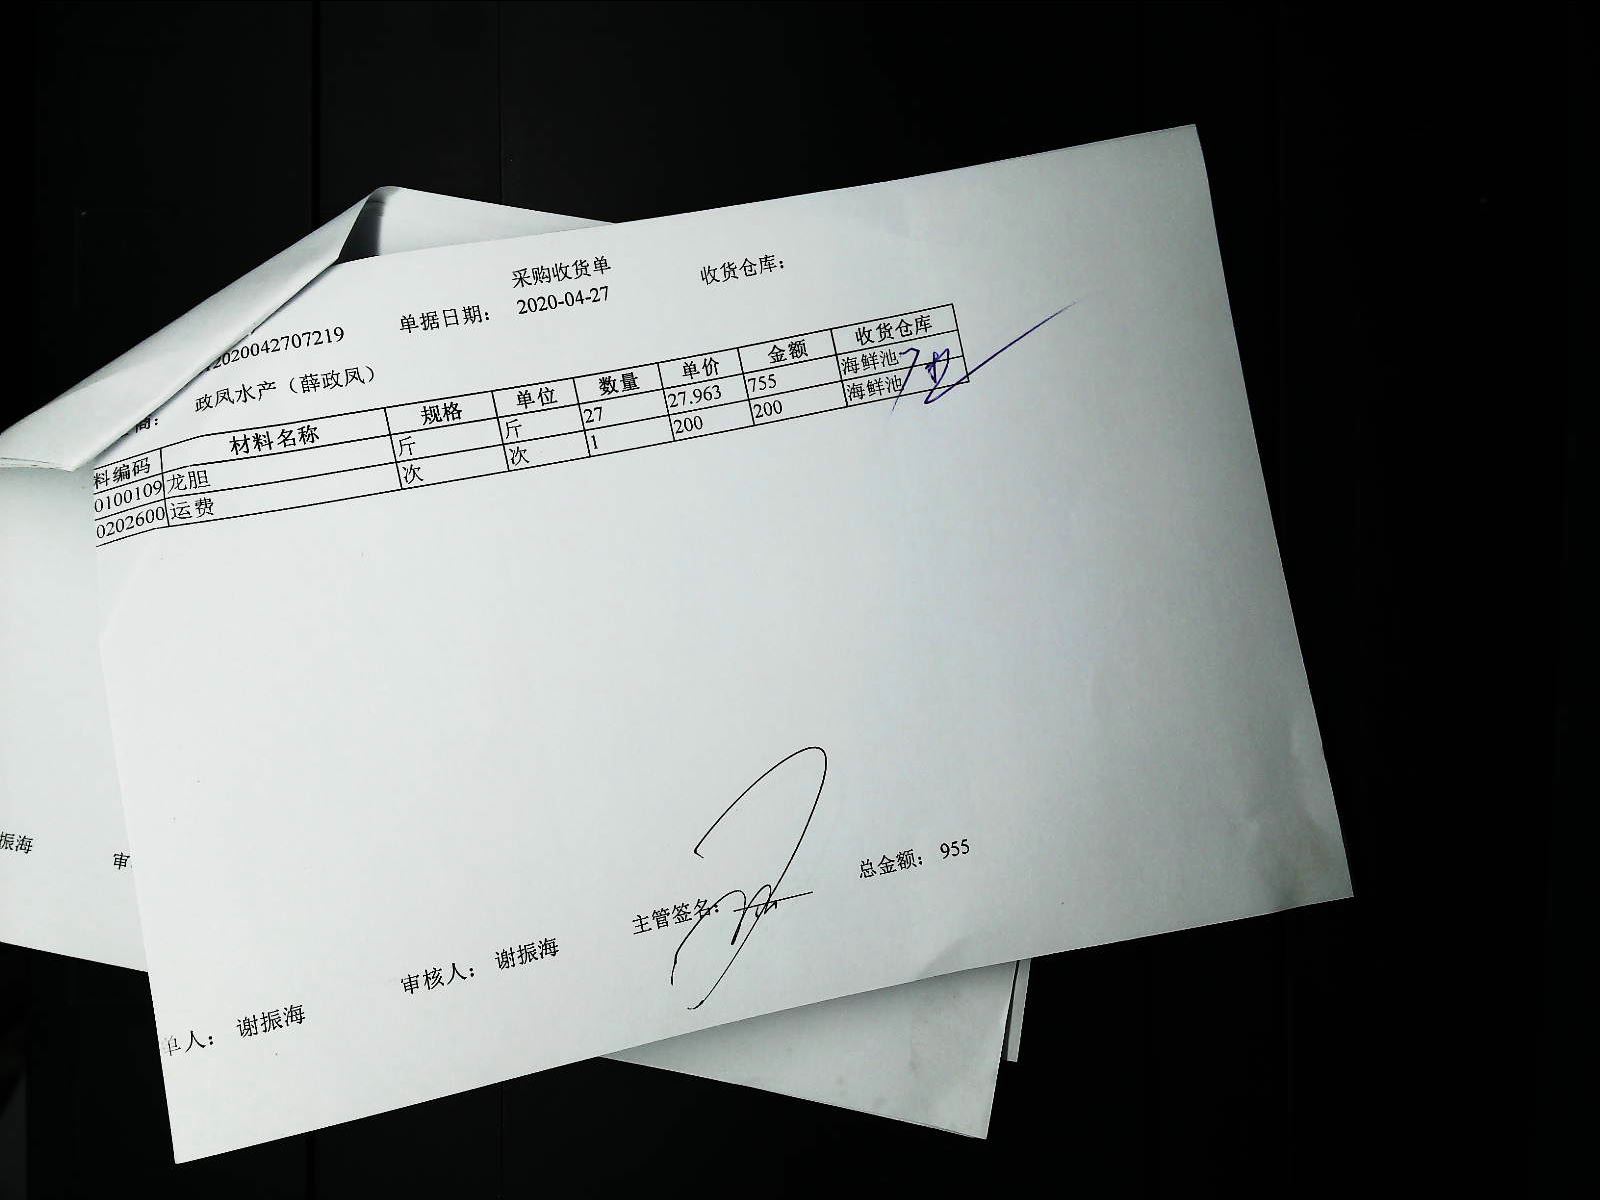 采购收货单
单据日期： 2020-04-27 收货仓库：
2020042707219
商： 政凤水产（薛政凤）
料编码 材料名称 规格 单位 数量 单价 金额 收货仓库
0100109 龙胆 斤 斤 27 27.963 755 海鲜池
0202600 运费 次 次 1 200 200 海鲜池
总金额： 955
主管签名：
审核人： 谢振海
单人： 谢振海
振海 审